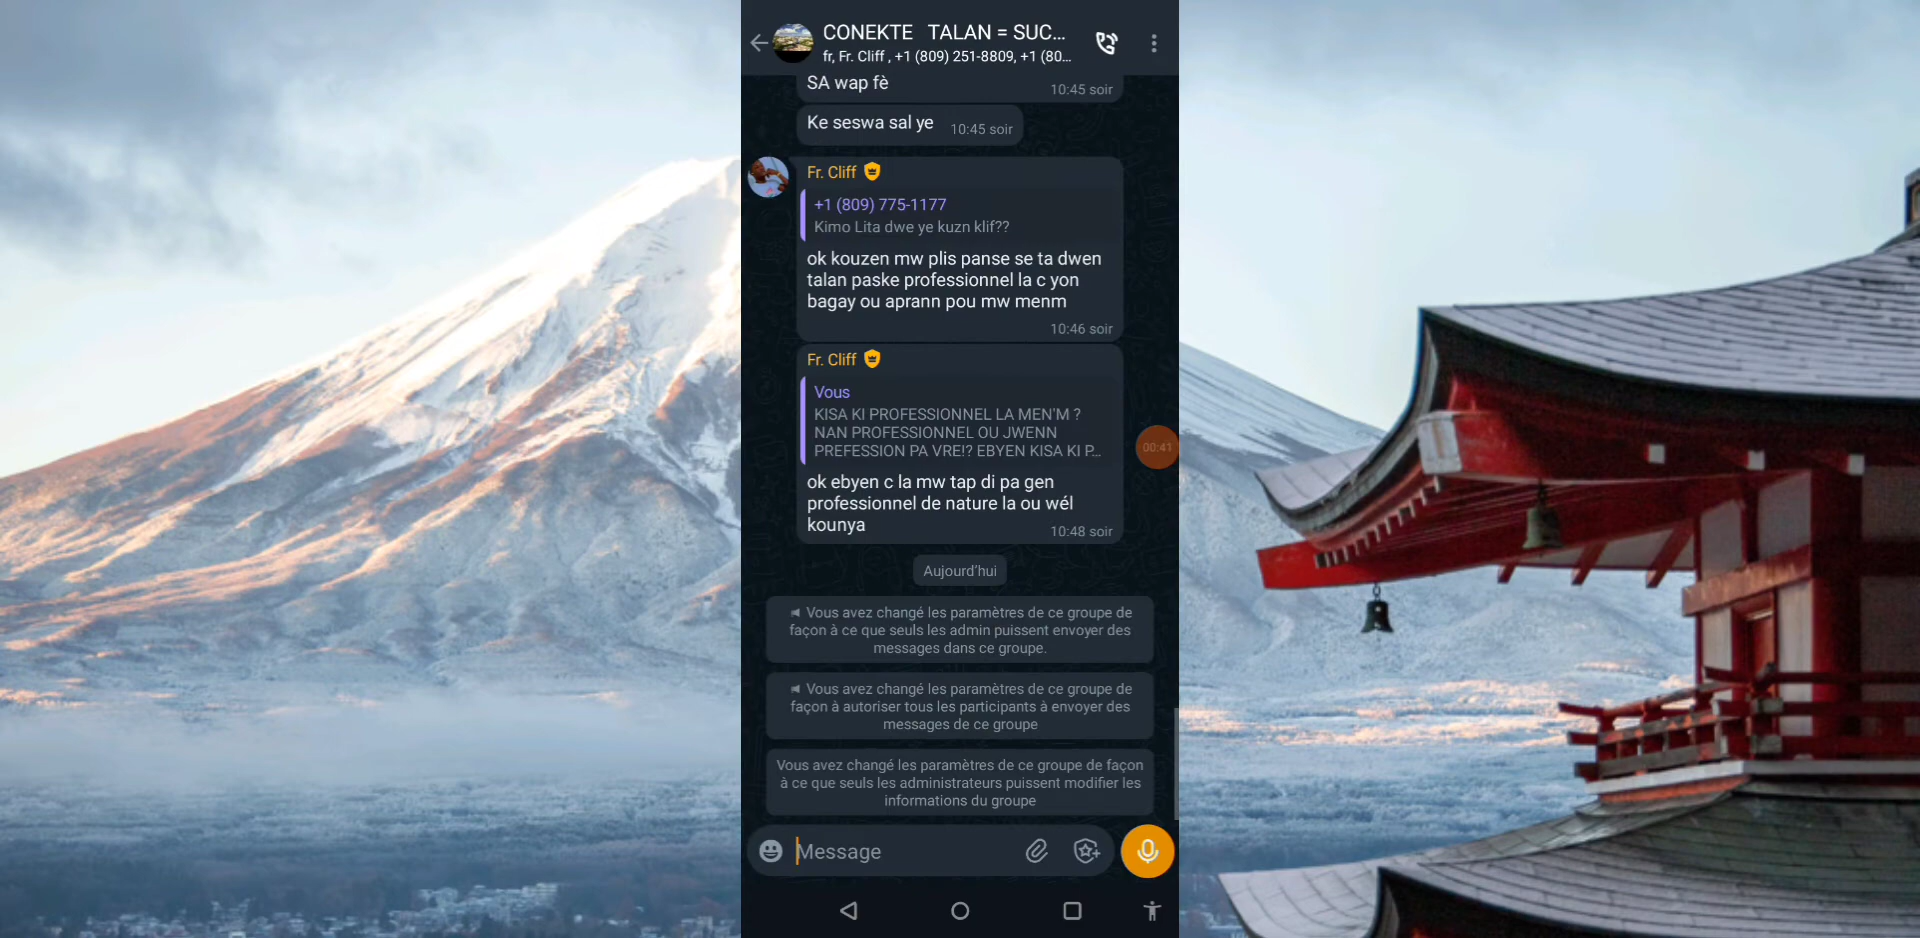 CONEKTE TALAN = SUC...
fr, Fr. Cliff , +1 (809) 251-8809, +1 (80...
SA wap fè
10:45 soir
Ke seswa sal ye
10:45 soir
Fr. Cliff
+1 (809) 775-1177
Kimo Lita dwe ye kuzn klif??
ok kouzen mw plis panse se ta dwen
talan paske professionnel la c yon
bagay ou aprann pou mw menm
10:46 soir
Fr. Cliff
Vous
KISA KI PROFESSIONNEL LA MEN'M ?
NAN PROFESSIONNEL OU JWENN
PREFESSION PA VRE!? EBYEN KISA KI P...
ok ebyen c la mw tap di pa gen
professionnel de nature la ou wél
kounya
10:48 soir
00:41
Aujourd'hui
Vous avez changé les paramètres de ce groupe de
façon à ce que seuls les admin puissent envoyer des
messages dans ce groupe.
Vous avez changé les paramètres de ce groupe de
façon à autoriser tous les participants à envoyer des
messages de ce groupe
Vous avez changé les paramètres de ce groupe de façon
à ce que seuls les administrateurs puissent modifier les
informations du groupe
Message